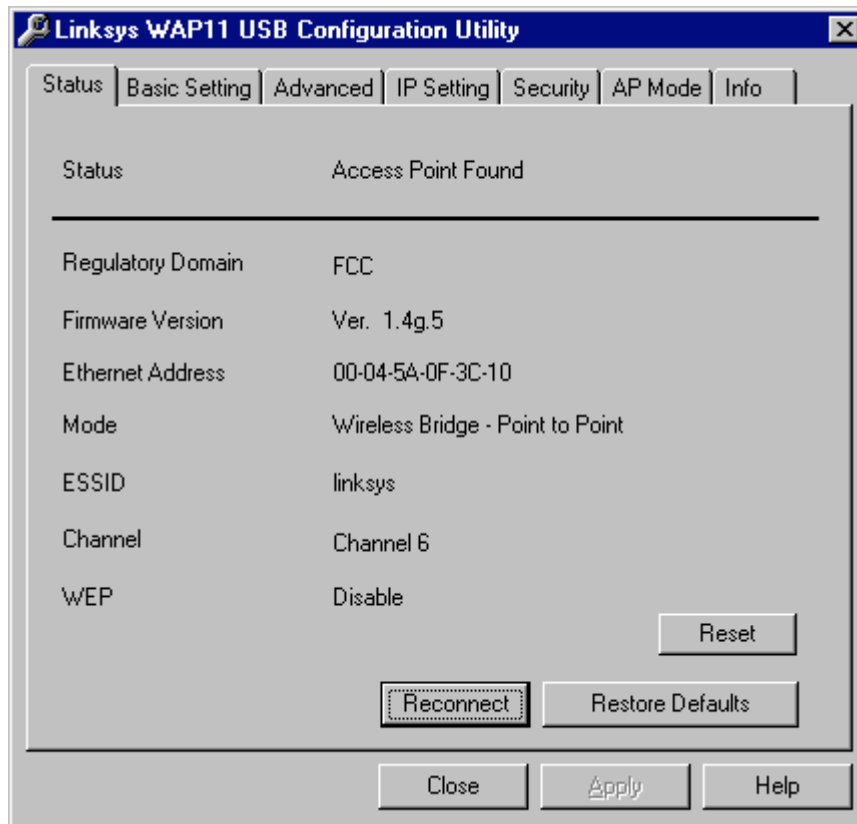 Linksys WAP11 USB Configuration Utility
Status Basic Setting Advanced IP Setting Security AP Mode Info
Status Access Point Found
Regulatory Domain FCC
Firmware Version Ver. 1.4g.5
Ethernet Address 00-04-5A-0F-3C-10
Mode Wireless Bridge - Point to Point
ESSID linksys
Channel Channel 6
WEP Disable
Reset
Reconnect Restore Defaults
Close Apply Help